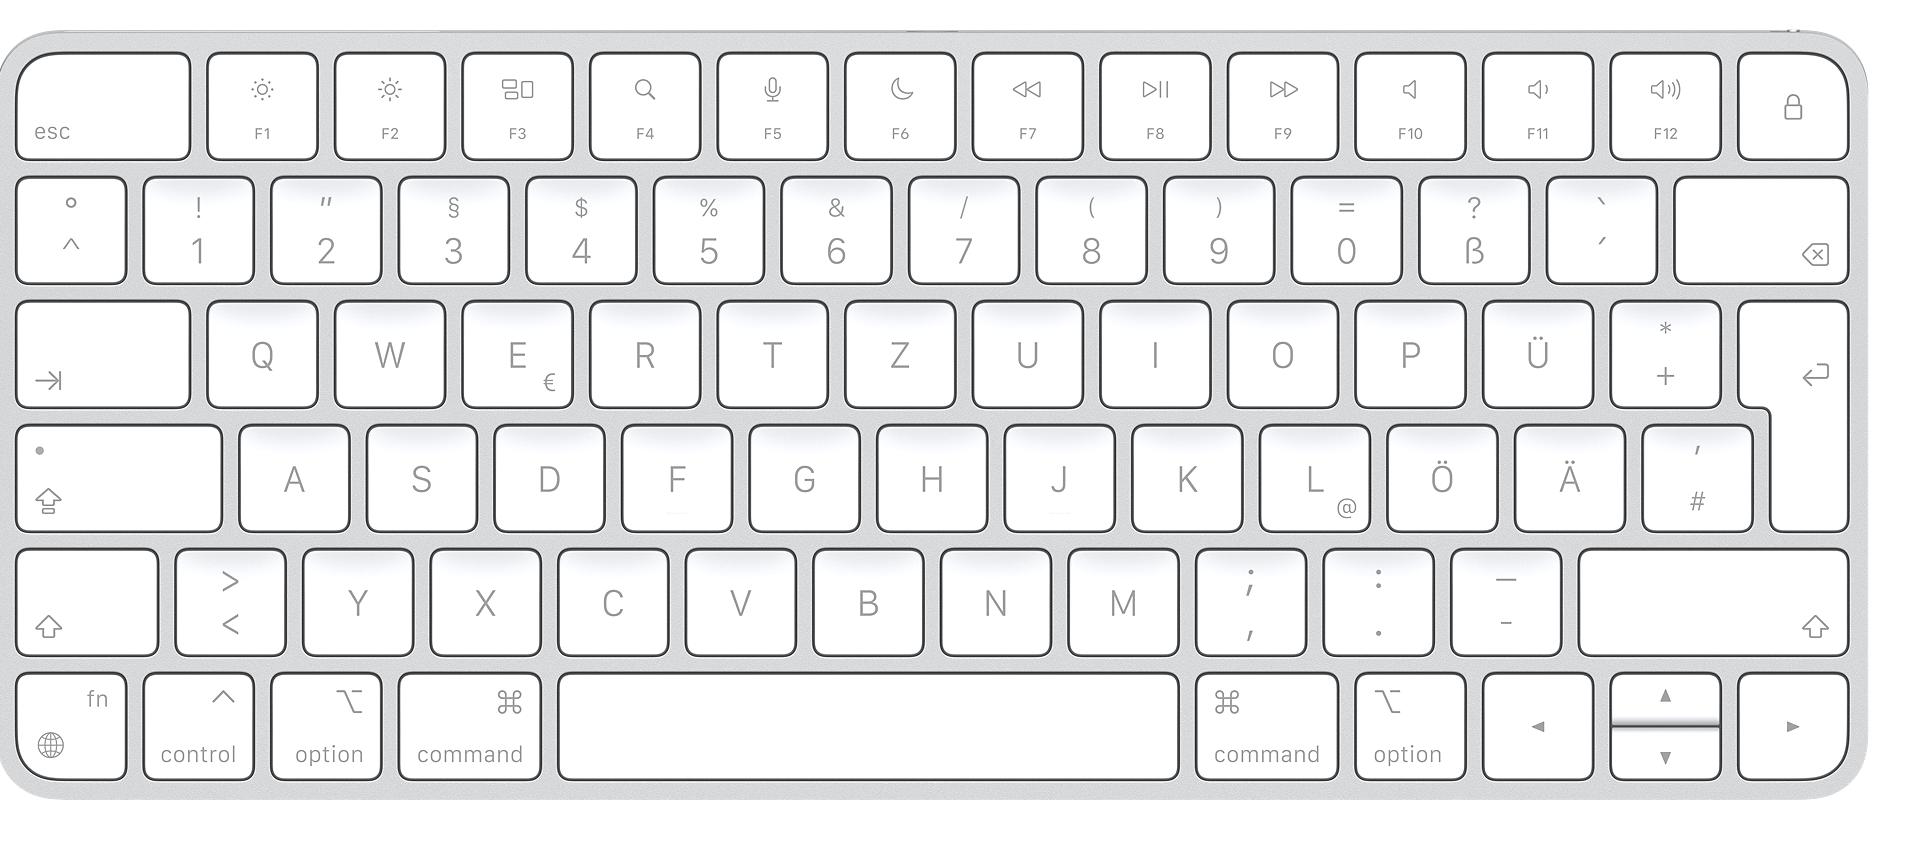 esc F1 F2 F3 F4 F5 F6 F7 F8 F9 F10 F11 F12
° ! " § $ % & / ( ) = ? `
^ 1 2 3 4 5 6 7 8 9 0 ß ´
Q W E € R T Z U I O P Ü * +
A S D F G H J K L @ Ö Ä ' #
> < Y X C V B N M ; , : . _ -
fn ^ ⌥ ⌘ ⌘ ⌥
control option command command option